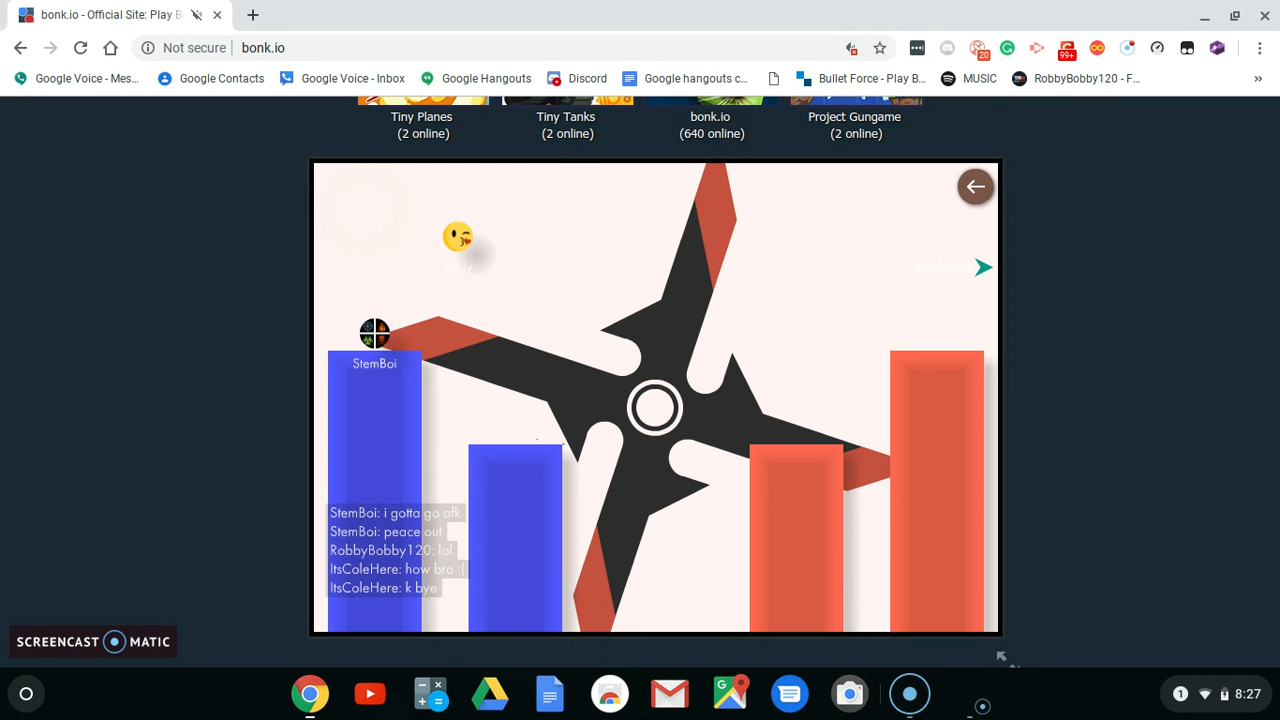 bonk.io - Official Site: Play B
Not secure bonk.io
20
99+
Google Voice - Mes... Google Contacts Google Voice - Inbox Google Hangouts Discord Google hangouts c... Bullet Force - Play B... MUSIC RobbyBobby120 - F... »
Tiny Planes
(2 online)
Tiny Tanks
(2 online)
bonk.io
(640 online)
Project Gungame
(2 online)
StemBoi
StemBoi: i gotta go afk
StemBoi: peace out
RobbyBobby120: lol
ItsColeHere: how bro :(
ItsColeHere: k bye
SCREENCAST MATIC
1 8:27